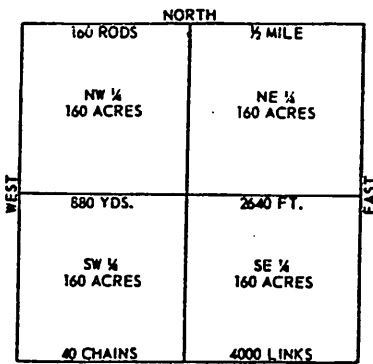 NORTH
160 RODS ½ MILE
NW ¼ NE ¼
160 ACRES 160 ACRES
WEST EAST
880 YDS. 2640 FT.
SW ¼ SE ¼
160 ACRES 160 ACRES
40 CHAINS 4000 LINKS